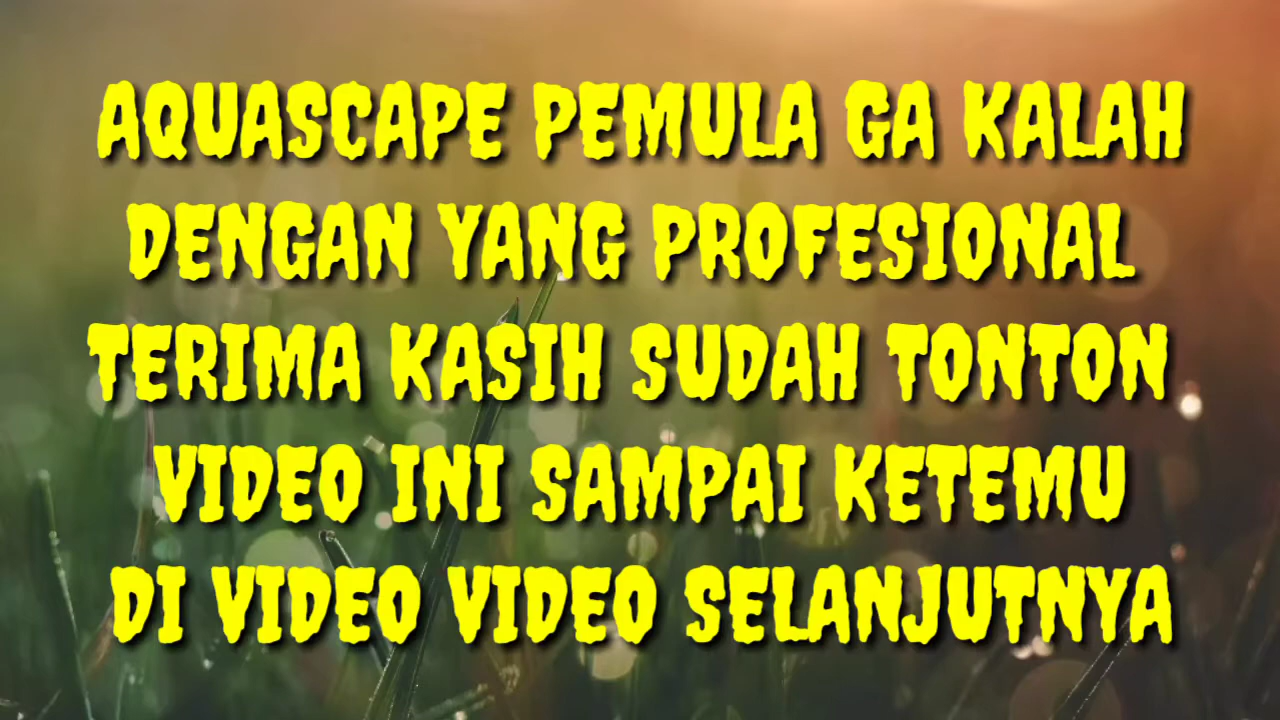 AQUASCAPE PEMULA GA KALAH
DENGAN YANG PROFESIONAL
TERIMA KASIH SUDAH TONTON
VIDEO INI SAMPAI KETEMU
DI VIDEO VIDEO SELANJUTNYA